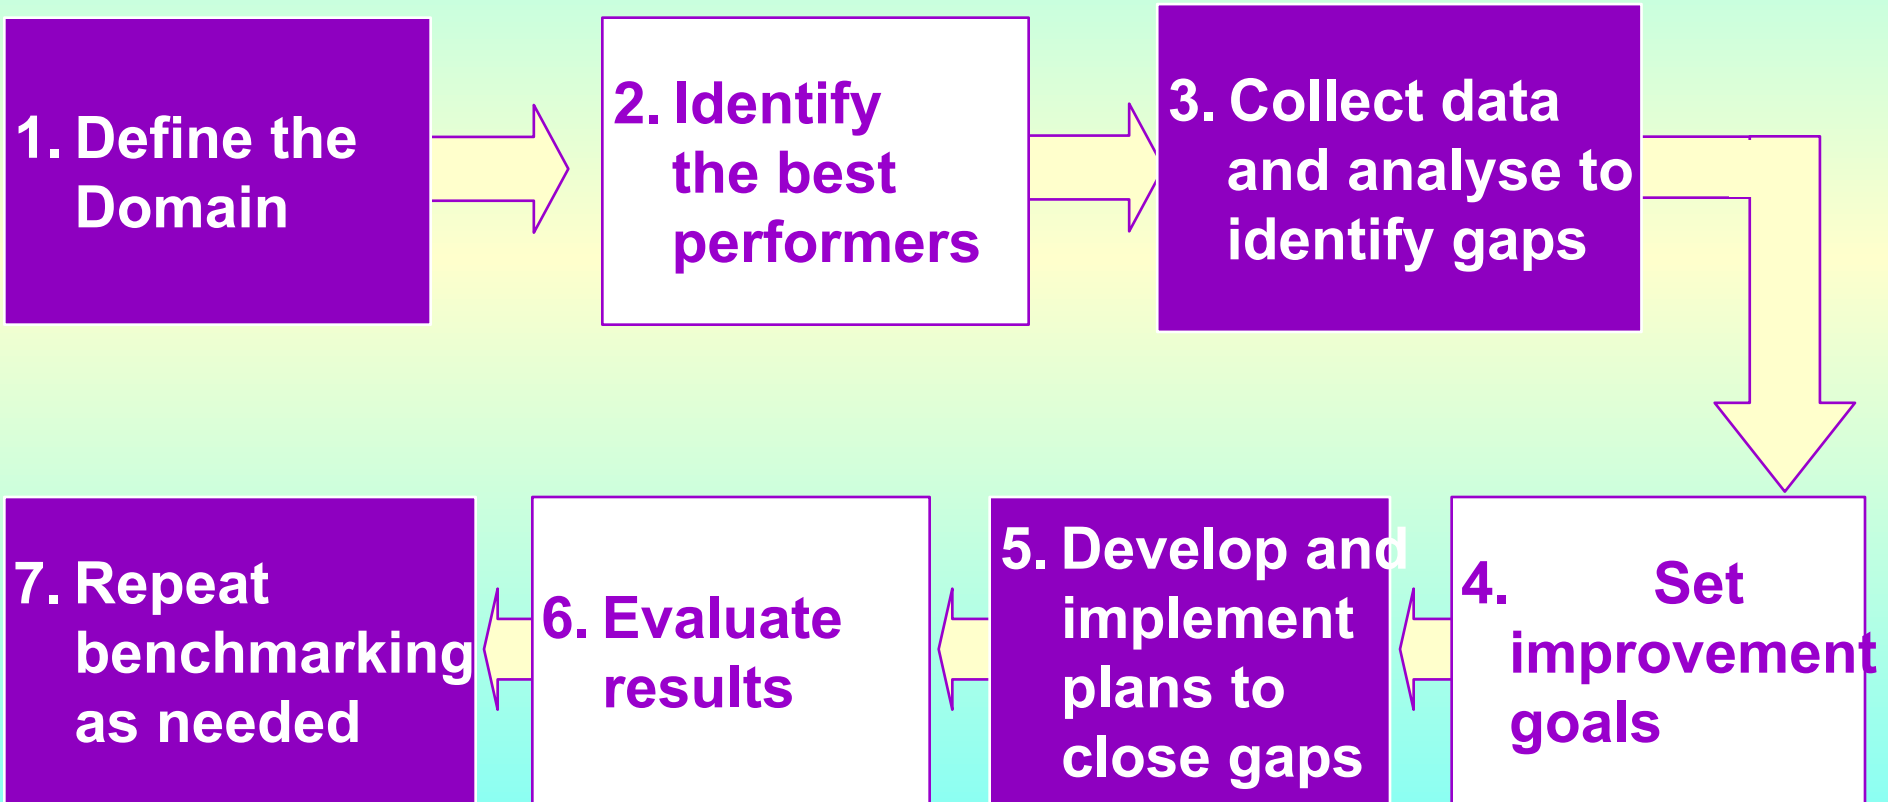 1. Define the
Domain
2. Identify
the best
performers
3. Collect data
and analyse to
identify gaps
4. Set
improvement
goals
5. Develop and
implement
plans to
close gaps
6. Evaluate
results
7. Repeat
benchmarking
as needed